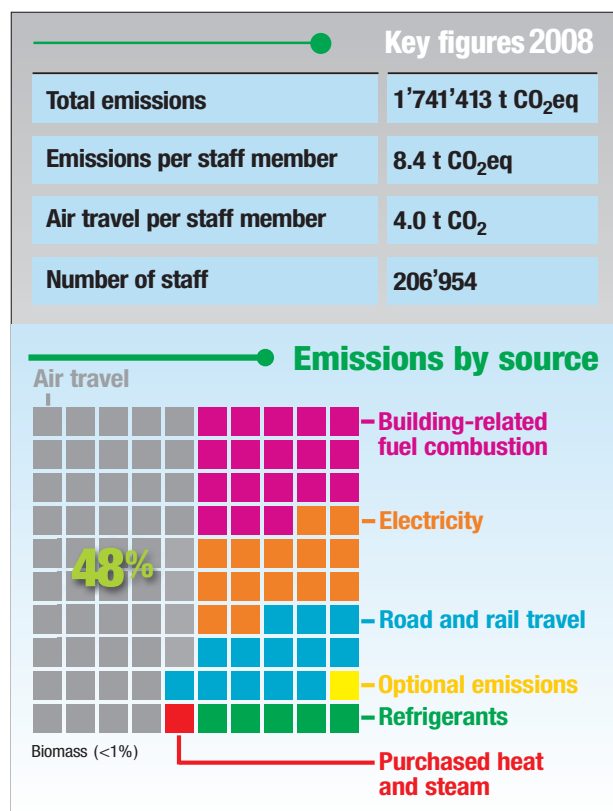 Key figures 2008
Total emissions 1’741’413 t CO₂eq
Emissions per staff member 8.4 t CO₂eq
Air travel per staff member 4.0 t CO₂
Number of staff 206’954
Emissions by source
Air travel
Building-related
fuel combustion
Electricity
48%
Road and rail travel
Optional emissions
Refrigerants
Biomass (<1%)
Purchased heat
and steam